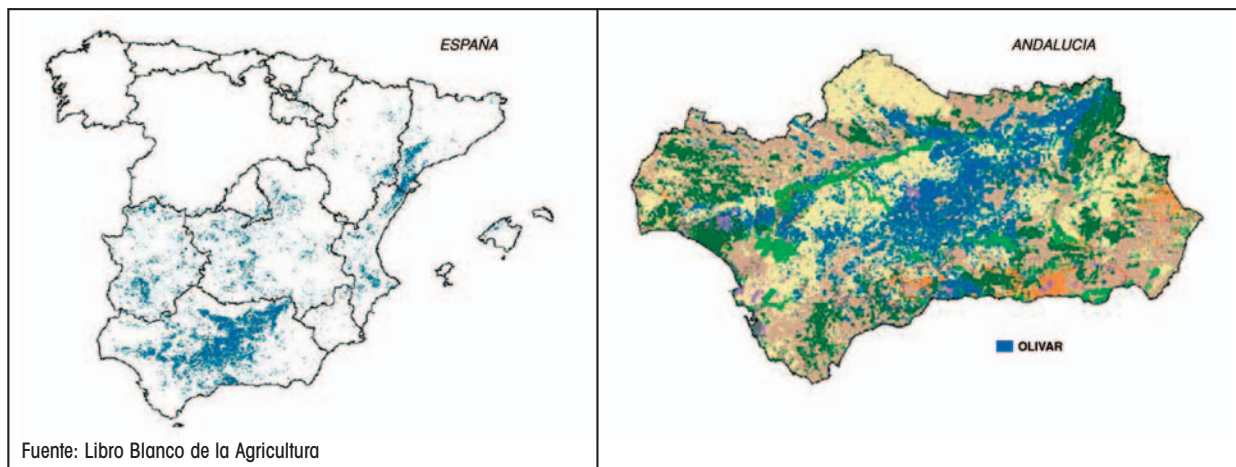 ESPAÑA
Fuente: Libro Blanco de la Agricultura
ANDALUCIA
OLIVAR